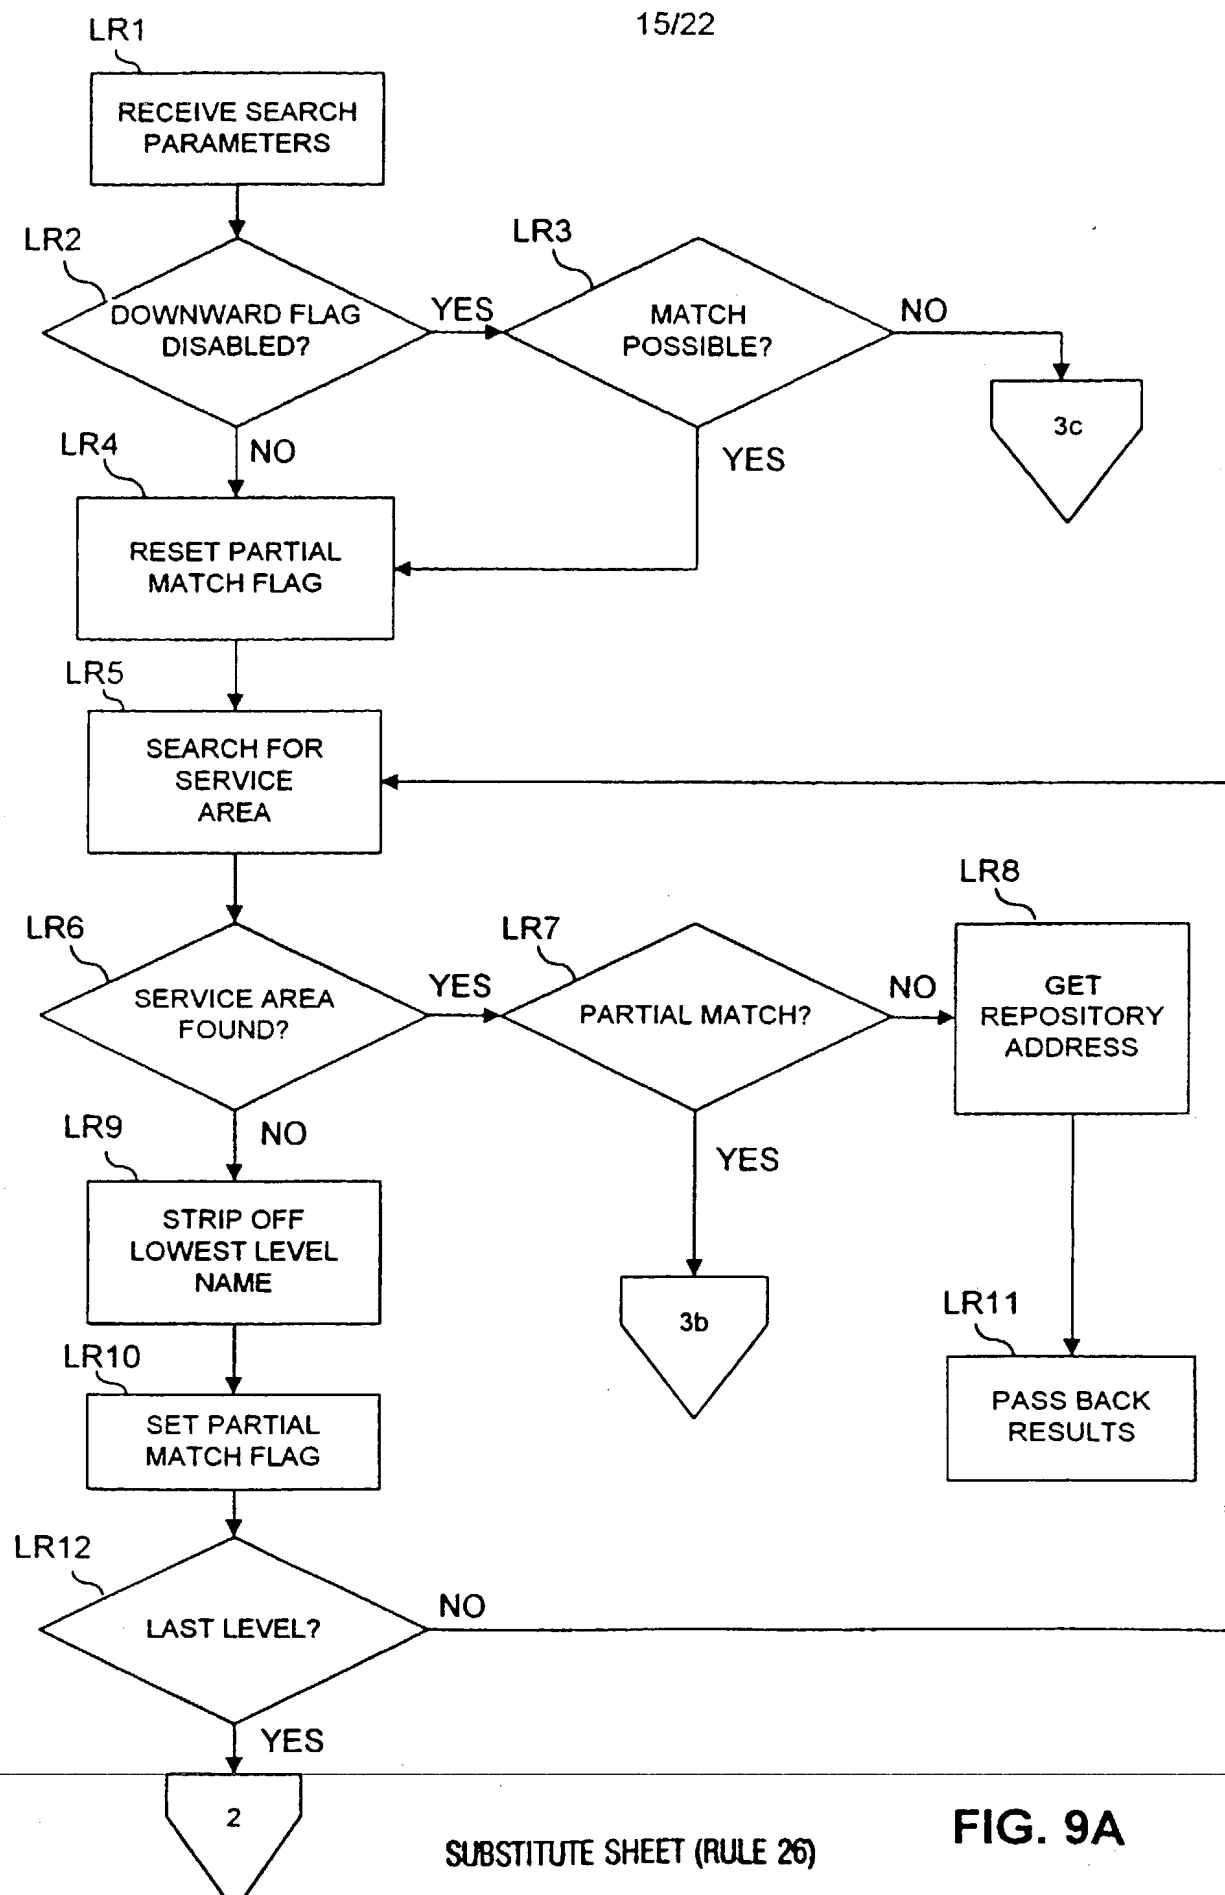 15/22
LR1
RECEIVE SEARCH
PARAMETERS
LR2
DOWNWARD FLAG
DISABLED?
YES
NO
LR3
MATCH
POSSIBLE?
NO
YES
3c
LR4
RESET PARTIAL
MATCH FLAG
LR5
SEARCH FOR
SERVICE
AREA
LR6
SERVICE AREA
FOUND?
YES
NO
LR7
PARTIAL MATCH?
NO
YES
LR8
GET
REPOSITORY
ADDRESS
LR9
STRIP OFF
LOWEST LEVEL
NAME
3b
LR11
PASS BACK
RESULTS
LR10
SET PARTIAL
MATCH FLAG
LR12
LAST LEVEL?
NO
YES
2
SUBSTITUTE SHEET (RULE 26)
FIG. 9A